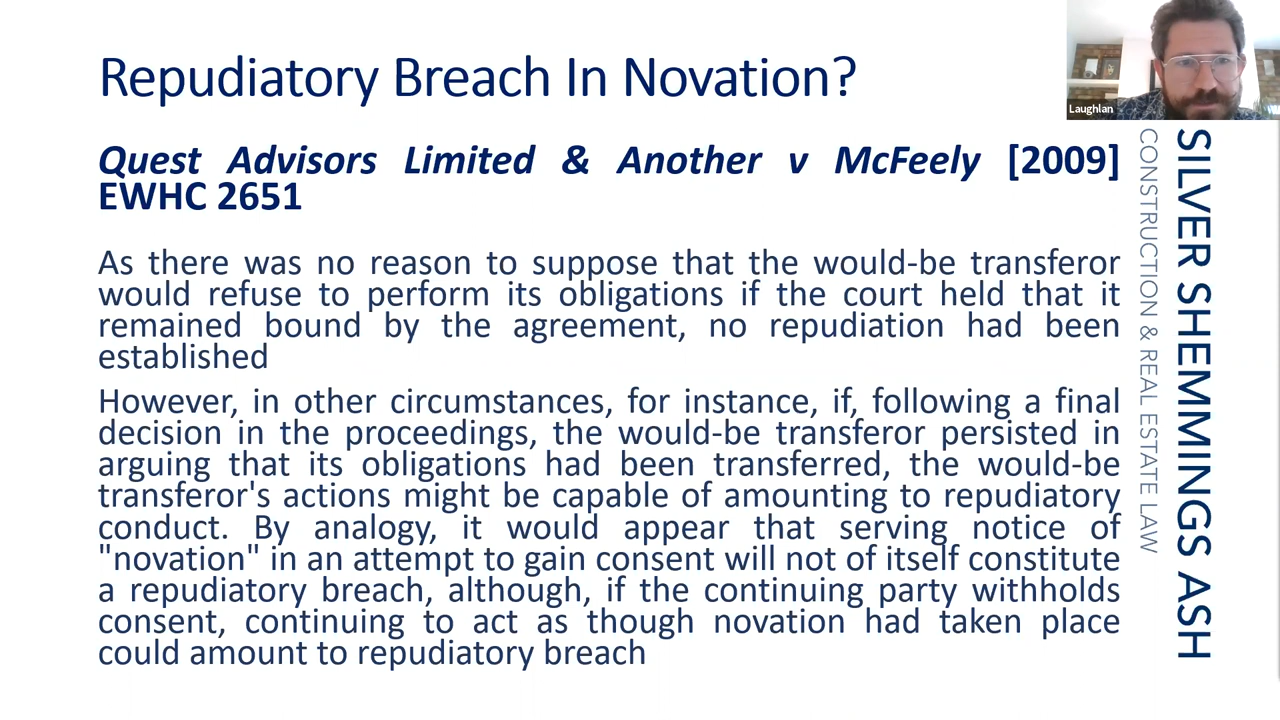 Repudiatory Breach In Novation?
Laughlan
Quest Advisors Limited & Another v McFeely [2009]
EWHC 2651
As there was no reason to suppose that the would-be transferor
would refuse to perform its obligations if the court held that it
remained bound by the agreement, no repudiation had been
established
However, in other circumstances, for instance, if, following a final
decision in the proceedings, the would-be transferor persisted in
arguing that its obligations had been transferred, the would-be
transferor's actions might be capable of amounting to repudiatory
conduct. By analogy, it would appear that serving notice of
"novation" in an attempt to gain consent will not of itself constitute
a repudiatory breach, although, if the continuing party withholds
consent, continuing to act as though novation had taken place
could amount to repudiatory breach
SILVER SHEMMINGS ASH
CONSTRUCTION & REAL ESTATE LAW